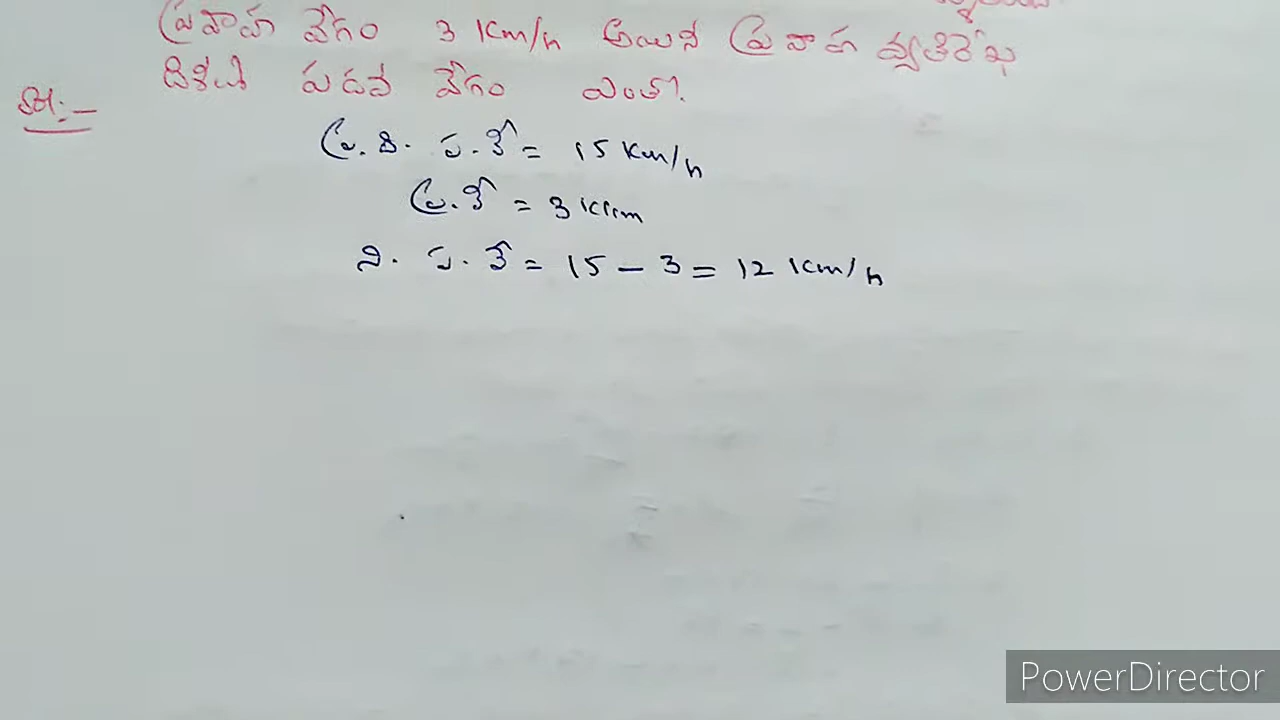 ప్రవాహ వేగం 3 Km/h అయిన ప్రవాహ వ్యతిరేఖ
దిశలో పడవ వేగం ఎంత?
జ:-
ప్ర. ది. ప. వే = 15 Km/h
ప్ర. వే = 3 Km
ని. ప. వే = 15 - 3 = 12 Km/h
PowerDirector